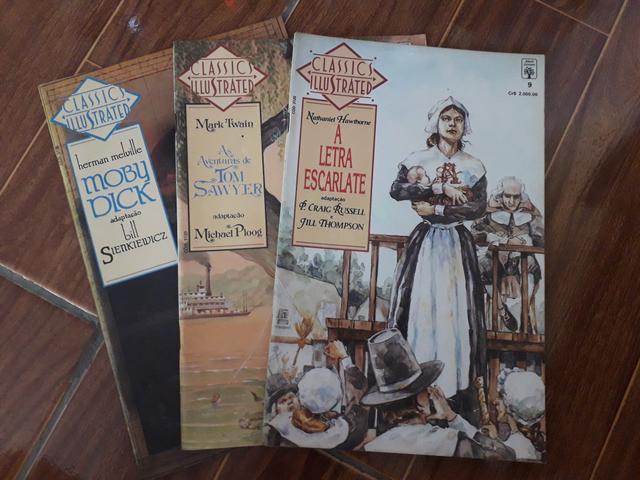 CLASSICS
ILLUSTRATED
herman melville
MOBY
DICK
adaptação
bill
SIENKIEWICZ
CLASSICS
ILLUSTRATED
Mark Twain
As
Aventuras de
TOM
SAWYER
adaptação
Michael Ploog
CLASSICS
ILLUSTRATED
Nathaniel Hawthorne
A
LETRA
ESCARLATE
adaptação
P. CRAIG RUSSELL
e
JILL THOMPSON
9
Cr$ 2.000,00